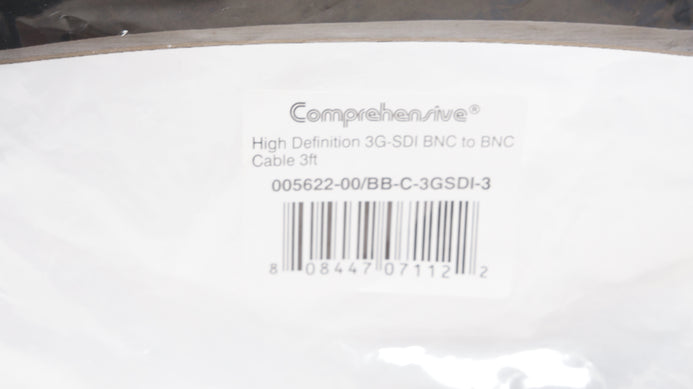 Comprehensive®
High Definition 3G-SDI BNC to BNC
Cable 3ft
005622-00/BB-C-3GSDI-3
8 08447 07112 2